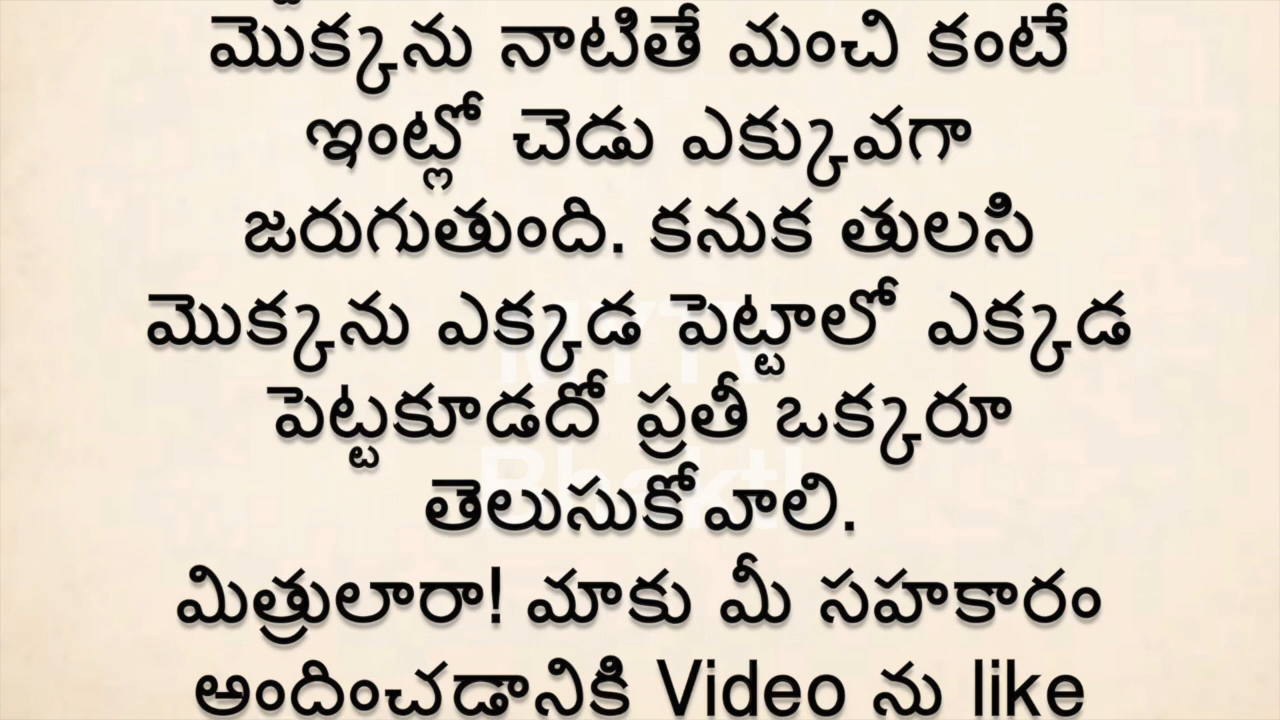 మొక్కను నాటితే మంచి కంటే
ఇంట్లో చెడు ఎక్కువగా
జరుగుతుంది. కనుక తులసి
మొక్కను ఎక్కడ పెట్టాలో ఎక్కడ
పెట్టకూడదో ప్రతీ ఒక్కరూ
తెలుసుకోవాలి.
మిత్రులారా! మాకు మీ సహకారం
అందించడానికి Video ను like